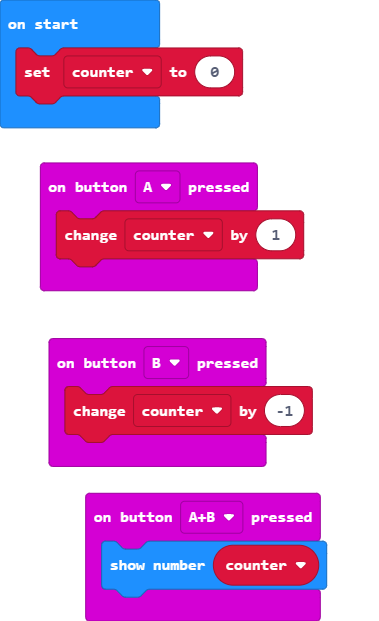 on start
set counter to 0
on button A pressed
change counter by 1
on button B pressed
change counter by -1
on button A+B pressed
show number counter